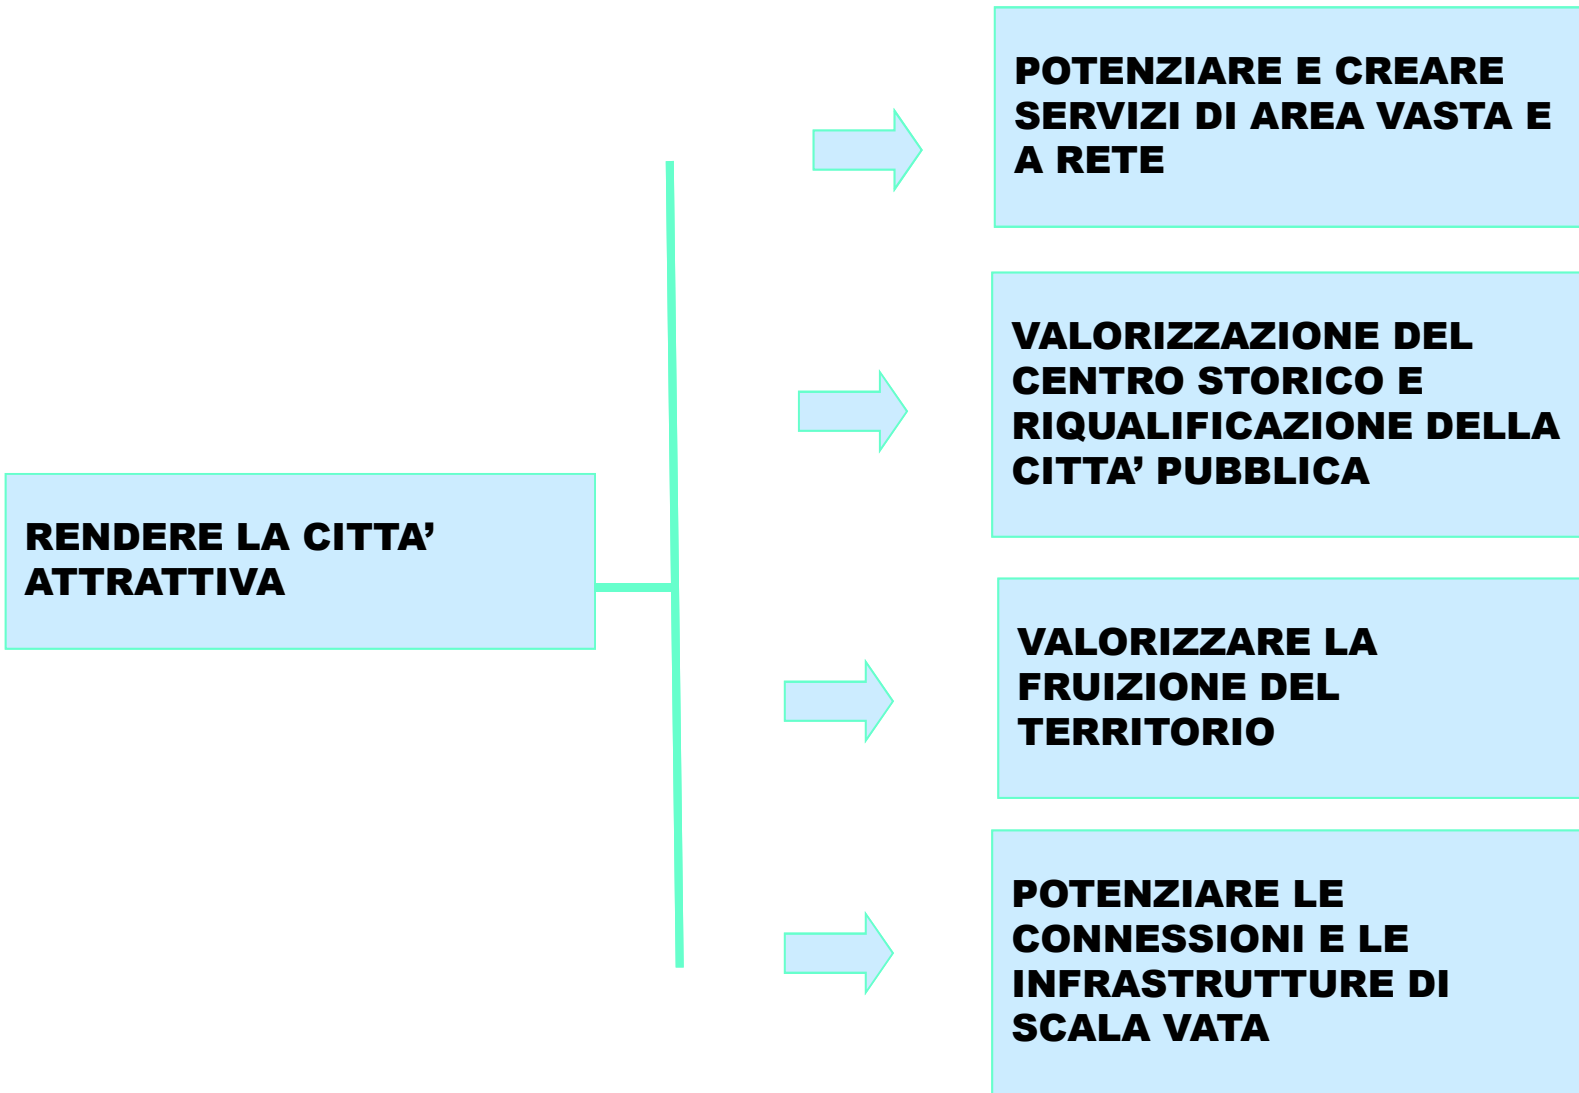 POTENZIARE E CREARE
SERVIZI DI AREA VASTA E
A RETE
VALORIZZAZIONE DEL
CENTRO STORICO E
RIQUALIFICAZIONE DELLA
CITTA’ PUBBLICA
RENDERE LA CITTA’
ATTRATTIVA
VALORIZZARE LA
FRUIZIONE DEL
TERRITORIO
POTENZIARE LE
CONNESSIONI E LE
INFRASTRUTTURE DI
SCALA VATA